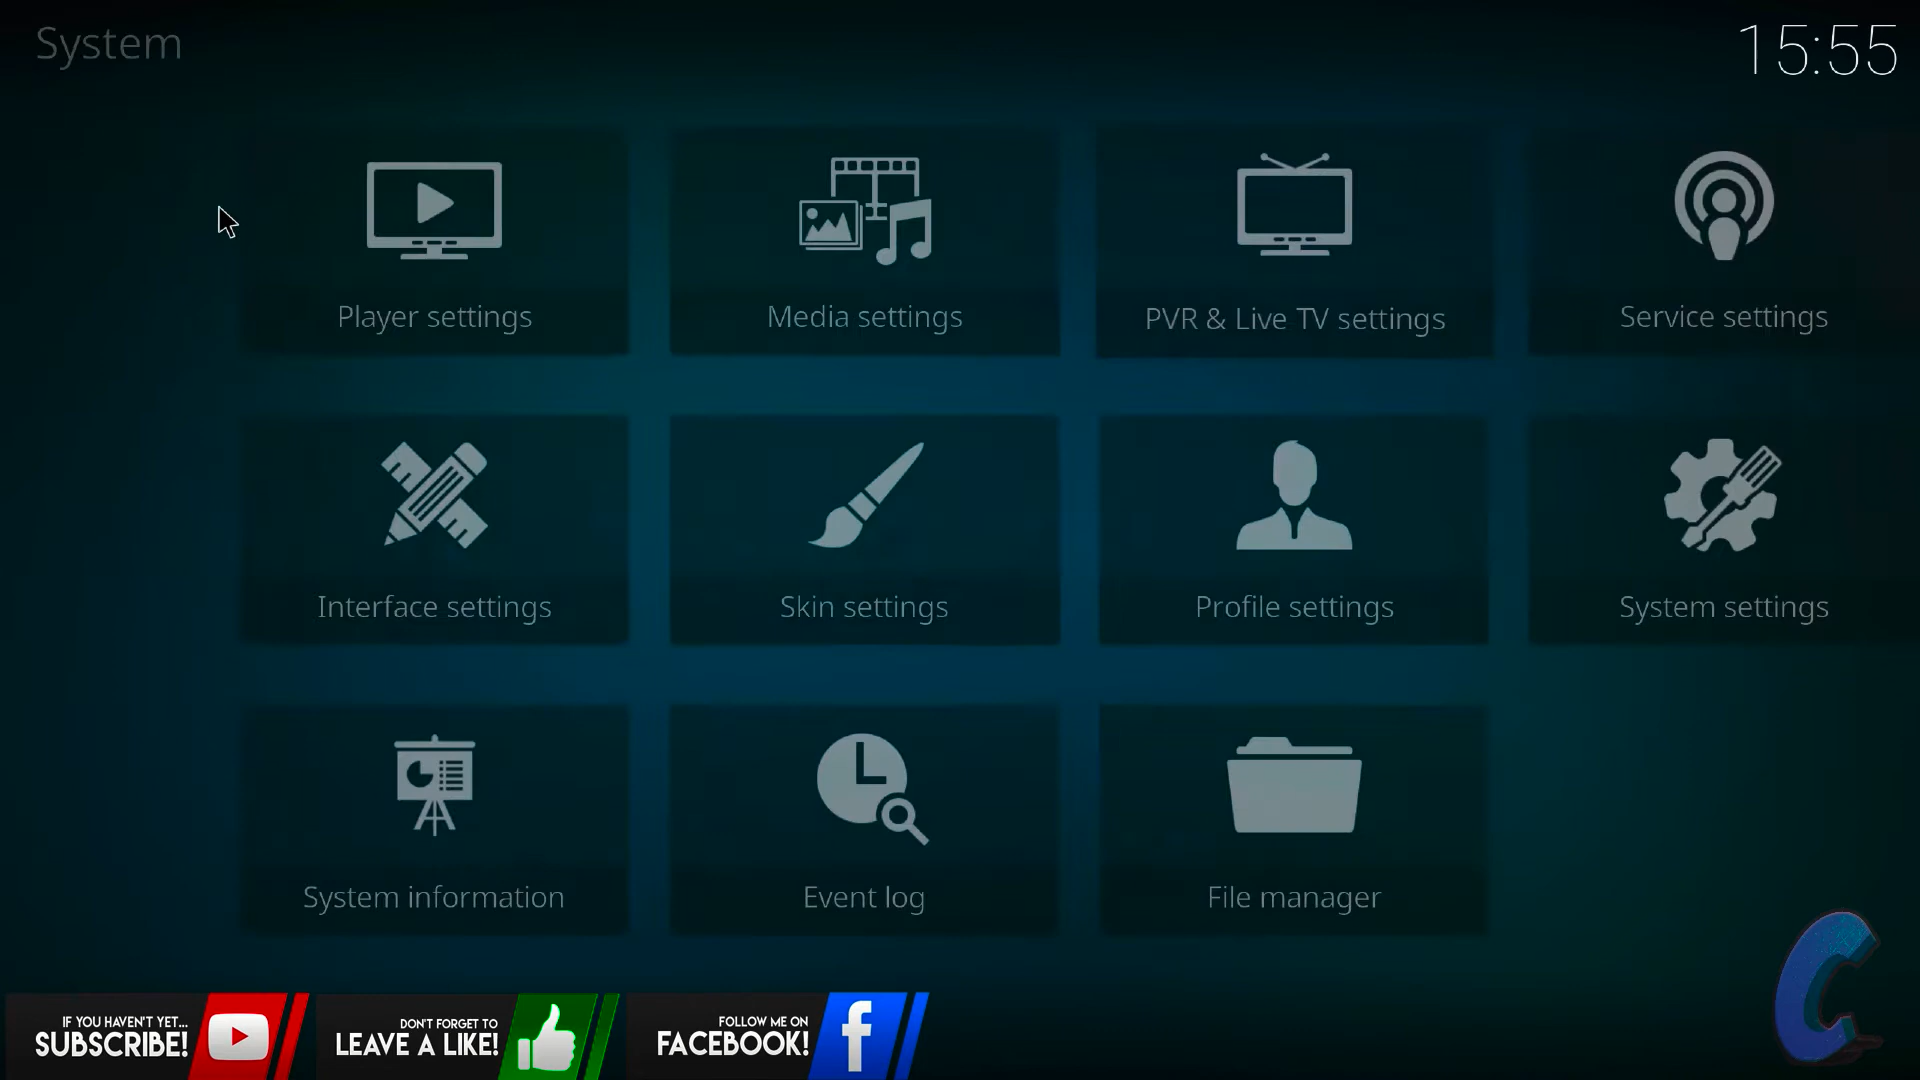 System
15:55
Player settings
Media settings
PVR & Live TV settings
Service settings
Interface settings
Skin settings
Profile settings
System settings
System information
Event log
File manager
IF YOU HAVEN'T YET...
SUBSCRIBE!
DON'T FORGET TO
LEAVE A LIKE!
FOLLOW ME ON
FACEBOOK!
f
C